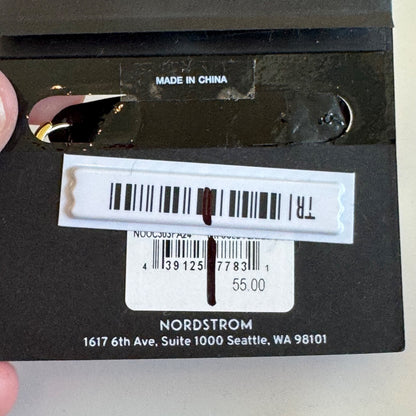 MADE IN CHINA
TR
4 39125 7783 1
55.00
NORDSTROM
1617 6th Ave, Suite 1000 Seattle, WA 98101